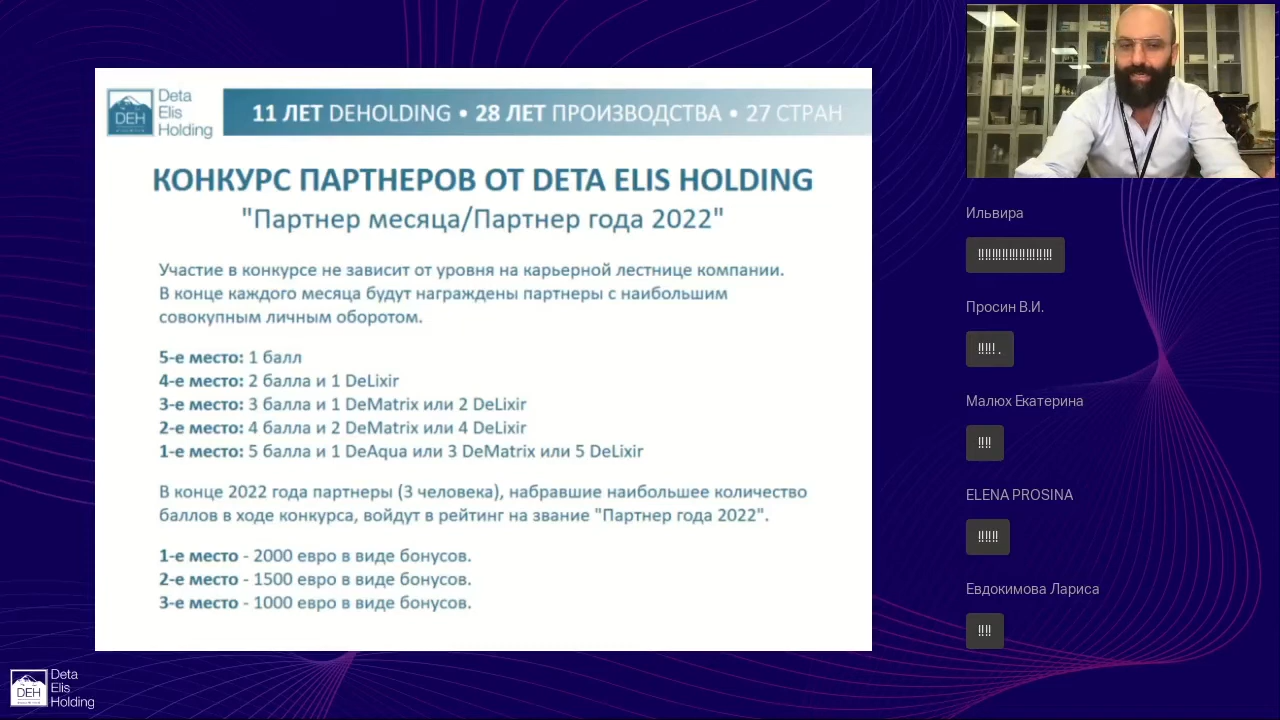 Deta
Elis
Holding
DEH
11 ЛЕТ DEHOLDING • 28 ЛЕТ ПРОИЗВОДСТВА • 27 СТРАН
КОНКУРС ПАРТНЕРОВ ОТ DETA ELIS HOLDING
"Партнер месяца/Партнер года 2022"
Участие в конкурсе не зависит от уровня на карьерной лестнице компании.
В конце каждого месяца будут награждены партнеры с наибольшим
совокупным личным оборотом.
5-е место: 1 балл
4-е место: 2 балла и 1 DeLixir
3-е место: 3 балла и 1 DeMatrix или 2 DeLixir
2-е место: 4 балла и 2 DeMatrix или 4 DeLixir
1-е место: 5 балла и 1 DeAqua или 3 DeMatrix или 5 DeLixir
В конце 2022 года партнеры (3 человека), набравшие наибольшее количество
баллов в ходе конкурса, войдут в рейтинг на звание "Партнер года 2022".
1-е место - 2000 евро в виде бонусов.
2-е место - 1500 евро в виде бонусов.
3-е место - 1000 евро в виде бонусов.
Ильвира
!!!!!!!!!!!!!!!!!!!!!!
Просин В.И.
!!!!! .
Малюх Екатерина
!!!!
ELENA PROSINA
!!!!!!
Евдокимова Лариса
!!!!
Deta
Elis
Holding
DEH